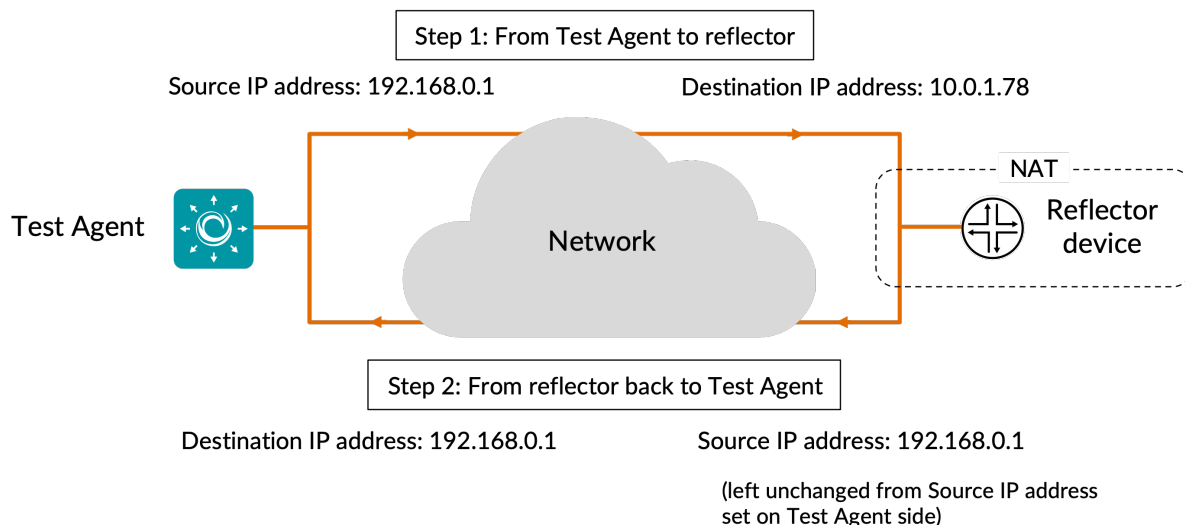 Step 1: From Test Agent to reflector
Source IP address: 192.168.0.1
Destination IP address: 10.0.1.78
NAT
Test Agent
Network
Reflector
device
Step 2: From reflector back to Test Agent
Destination IP address: 192.168.0.1
Source IP address: 192.168.0.1
(left unchanged from Source IP address
set on Test Agent side)